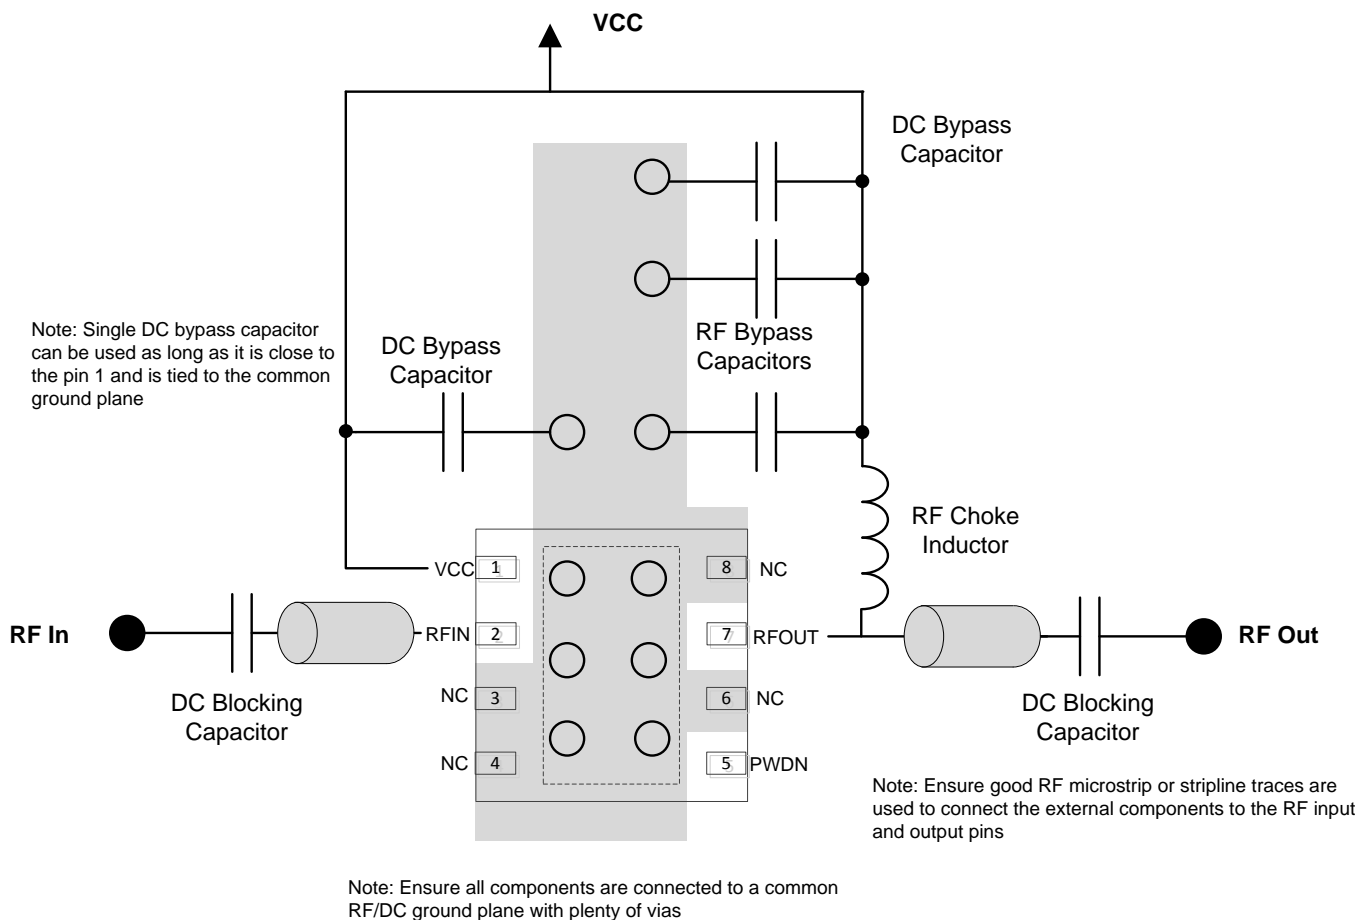 VCC
DC Bypass
Capacitor
Note: Single DC bypass capacitor
can be used as long as it is close to
the pin 1 and is tied to the common
ground plane
DC Bypass
Capacitor
RF Bypass
Capacitors
RF Choke
Inductor
VCC 1
8 NC
RF In
RFIN 2
7 RFOUT
RF Out
NC 3
6 NC
DC Blocking
Capacitor
DC Blocking
Capacitor
NC 4
5 PWDN
Note: Ensure good RF microstrip or stripline traces are
used to connect the external components to the RF input
and output pins
Note: Ensure all components are connected to a common
RF/DC ground plane with plenty of vias